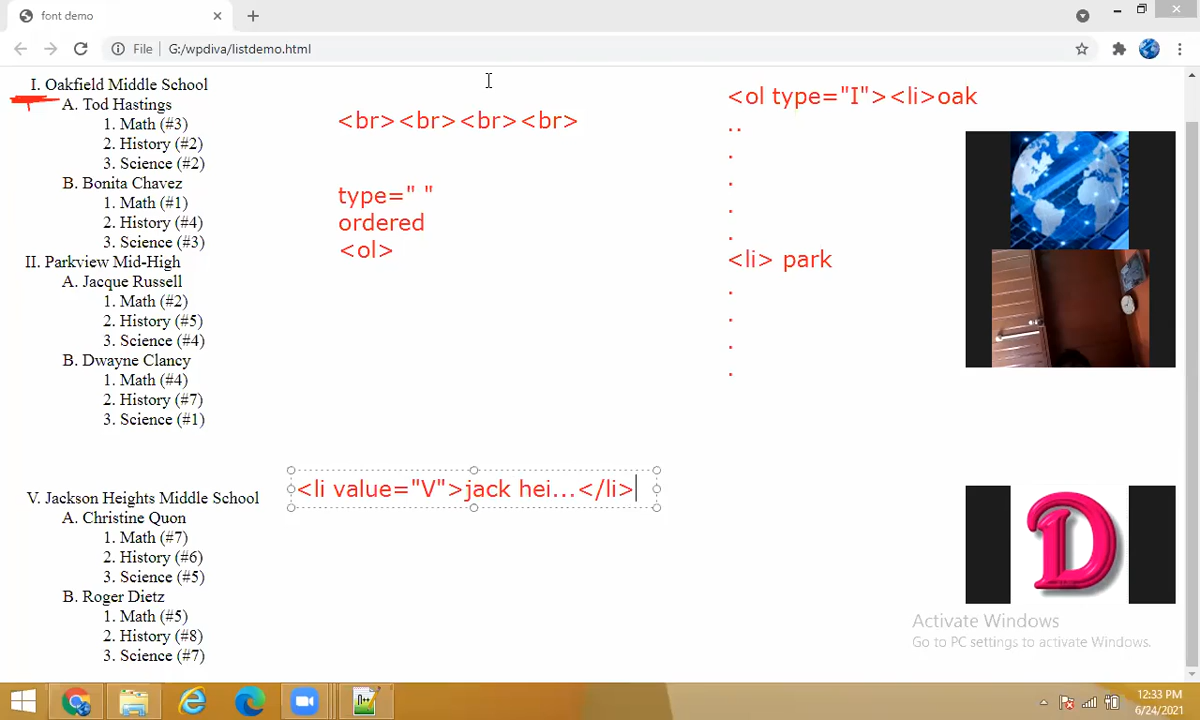 font demo
File
G:/wpdiva/listdemo.html
I. Oakfield Middle School
A. Tod Hastings
1. Math (#3)
2. History (#2)
3. Science (#2)
B. Bonita Chavez
1. Math (#1)
2. History (#4)
3. Science (#3)
II. Parkview Mid-High
A. Jacque Russell
1. Math (#2)
2. History (#5)
3. Science (#4)
B. Dwayne Clancy
1. Math (#4)
2. History (#7)
3. Science (#1)
V. Jackson Heights Middle School
A. Christine Quon
1. Math (#7)
2. History (#6)
3. Science (#5)
B. Roger Dietz
1. Math (#5)
2. History (#8)
3. Science (#7)
<br><br><br><br>
type=" "
ordered
<ol>
<li value="V">jack hei...</li>
<ol type="I"><li>oak
..
.
.
.
.
<li> park
.
.
.
.
D
Activate Windows
Go to PC settings to activate Windows.
12:33 PM
6/24/2021